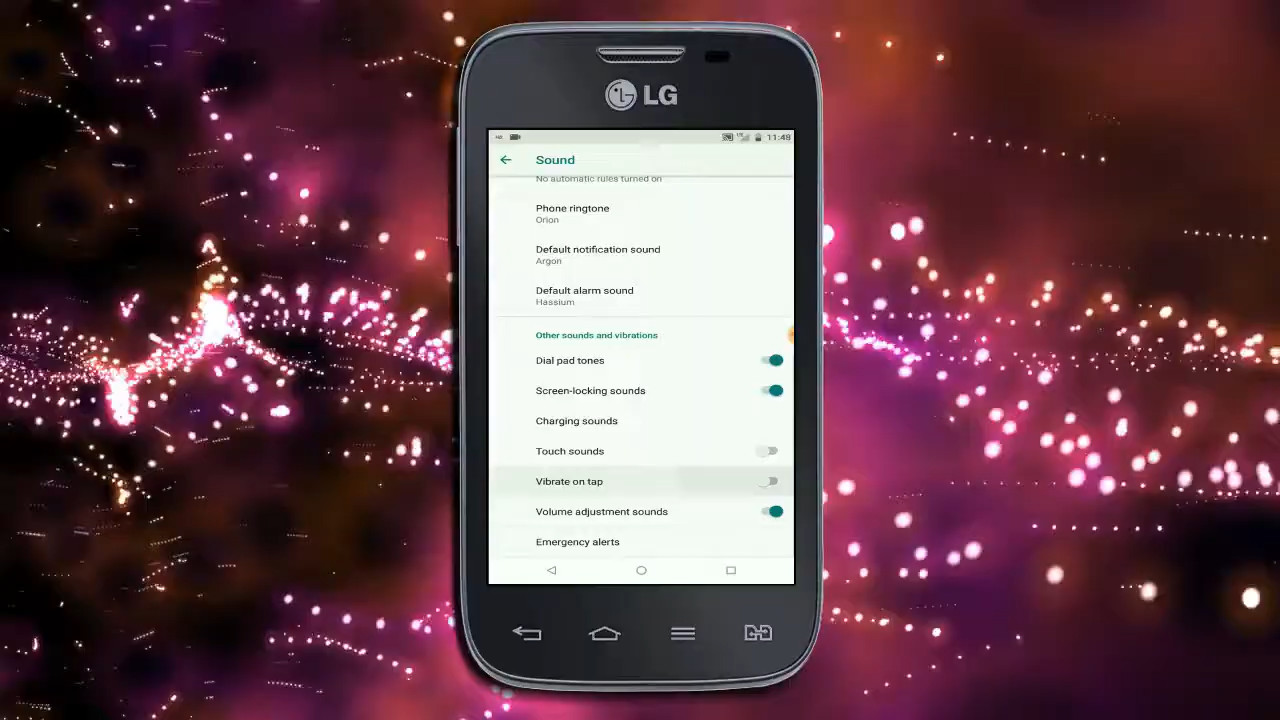 LG
HD
11:48
Sound
No automatic rules turned on
Phone ringtone
Orion
Default notification sound
Argon
Default alarm sound
Hassium
Other sounds and vibrations
Dial pad tones
Screen-locking sounds
Charging sounds
Touch sounds
Vibrate on tap
Volume adjustment sounds
Emergency alerts